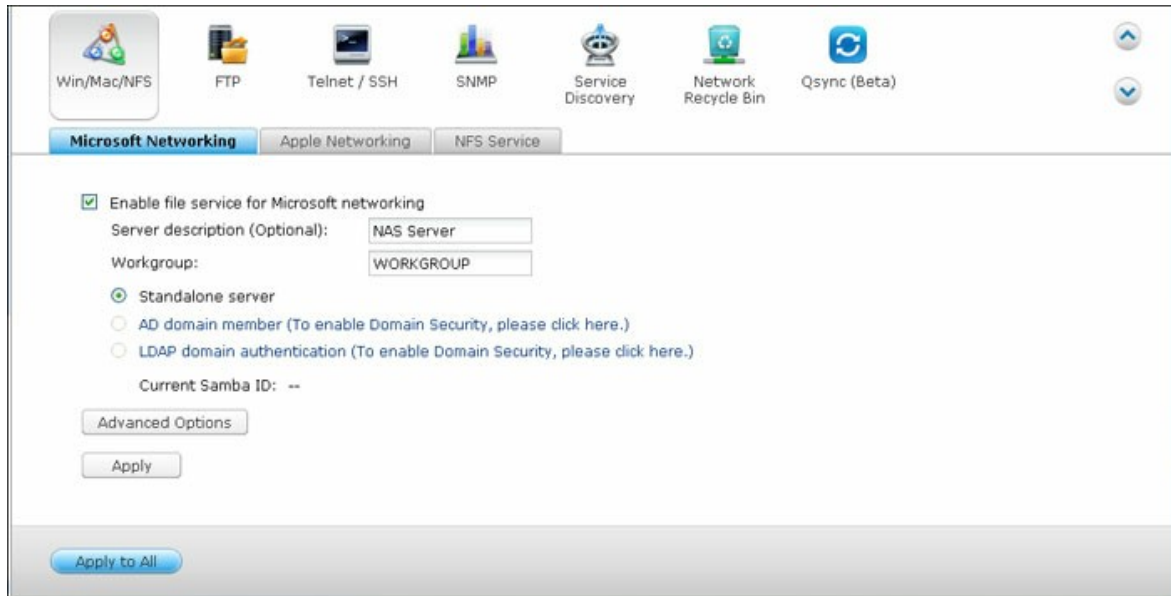 Win/Mac/NFS
FTP
Telnet / SSH
SNMP
Service
Discovery
Network
Recycle Bin
Qsync (Beta)
Microsoft Networking
Apple Networking
NFS Service
Enable file service for Microsoft networking
Server description (Optional): NAS Server
Workgroup: WORKGROUP
Standalone server
AD domain member (To enable Domain Security, please click here.)
LDAP domain authentication (To enable Domain Security, please click here.)
Current Samba ID: --
Advanced Options
Apply
Apply to All